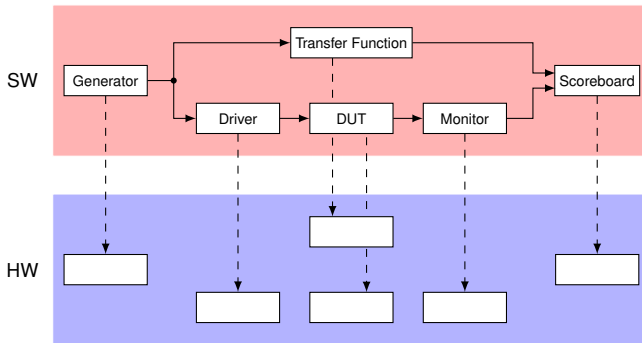 Transfer Function
SW
Generator
Scoreboard
Driver
DUT
Monitor
HW